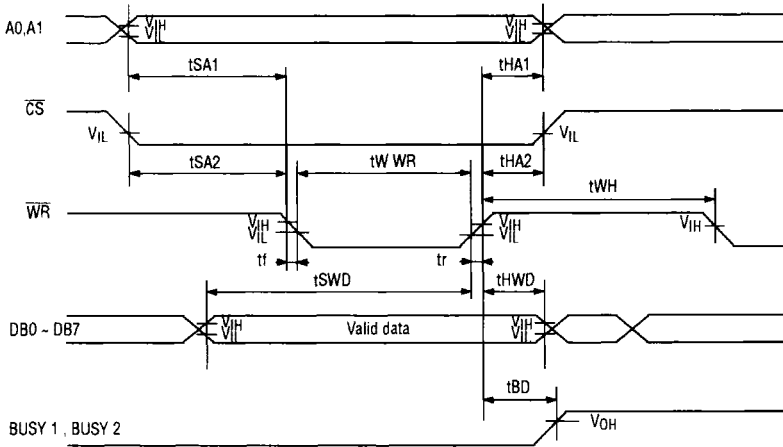 A0,A1
VIH
VIL
VIH
VIL
tSA1
tHA1
CS
VIL
VIL
tSA2
tW WR
tHA2
tWH
WR
VIH
VIL
VIH
VIL
VIH
tf
tr
tSWD
tHWD
DB0 ~ DB7
VIH
VIL
Valid data
VIH
VIL
tBD
BUSY 1 , BUSY 2
VOH